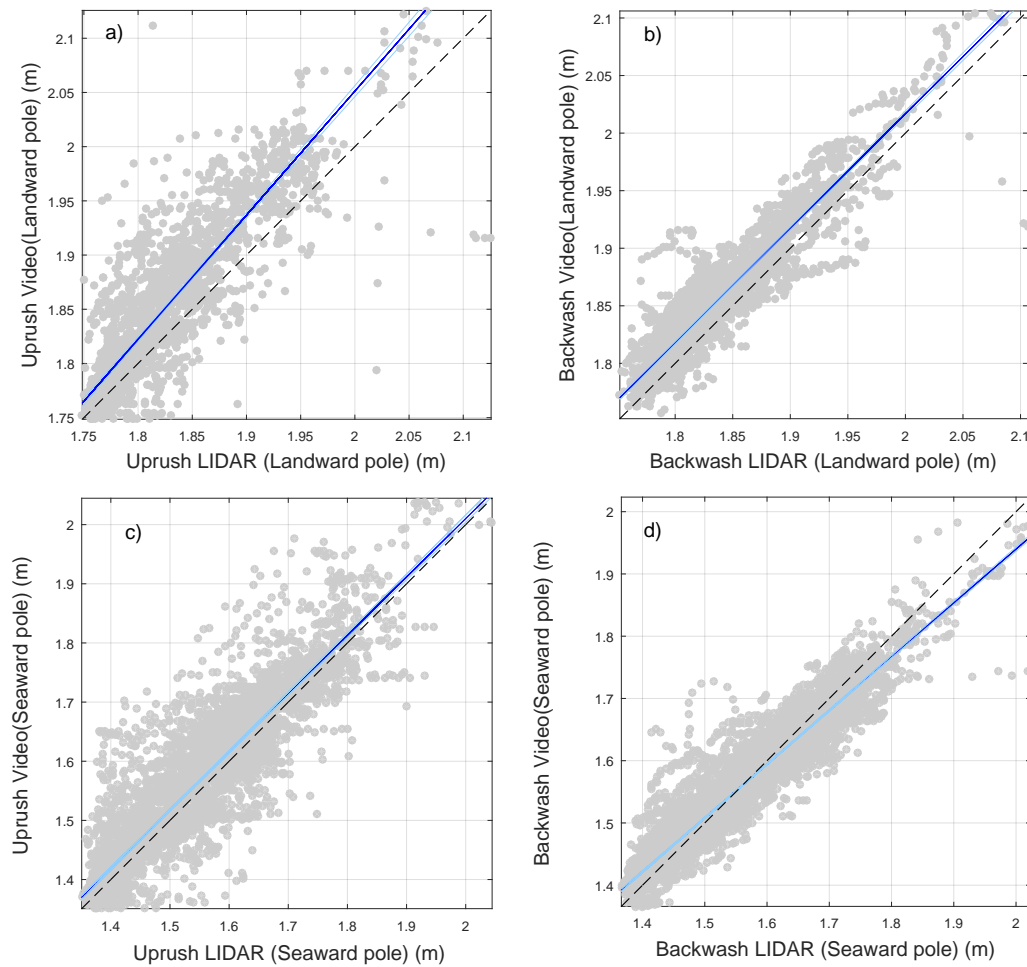 a)
Uprush Video(Landward pole) (m)
2.1
2.05
2
1.95
1.9
1.85
1.8
1.75
1.75 1.8 1.85 1.9 1.95 2 2.05 2.1
Uprush LIDAR (Landward pole) (m)
b)
Backwash Video(Landward pole) (m)
2.1
2.05
2
1.95
1.9
1.85
1.8
1.8 1.85 1.9 1.95 2 2.05 2.1
Backwash LIDAR (Landward pole) (m)
c)
Uprush Video(Seaward pole) (m)
2
1.9
1.8
1.7
1.6
1.5
1.4
1.4 1.5 1.6 1.7 1.8 1.9 2
Uprush LIDAR (Seaward pole) (m)
d)
Backwash Video(Seaward pole) (m)
2
1.9
1.8
1.7
1.6
1.5
1.4
1.4 1.5 1.6 1.7 1.8 1.9 2
Backwash LIDAR (Seaward pole) (m)